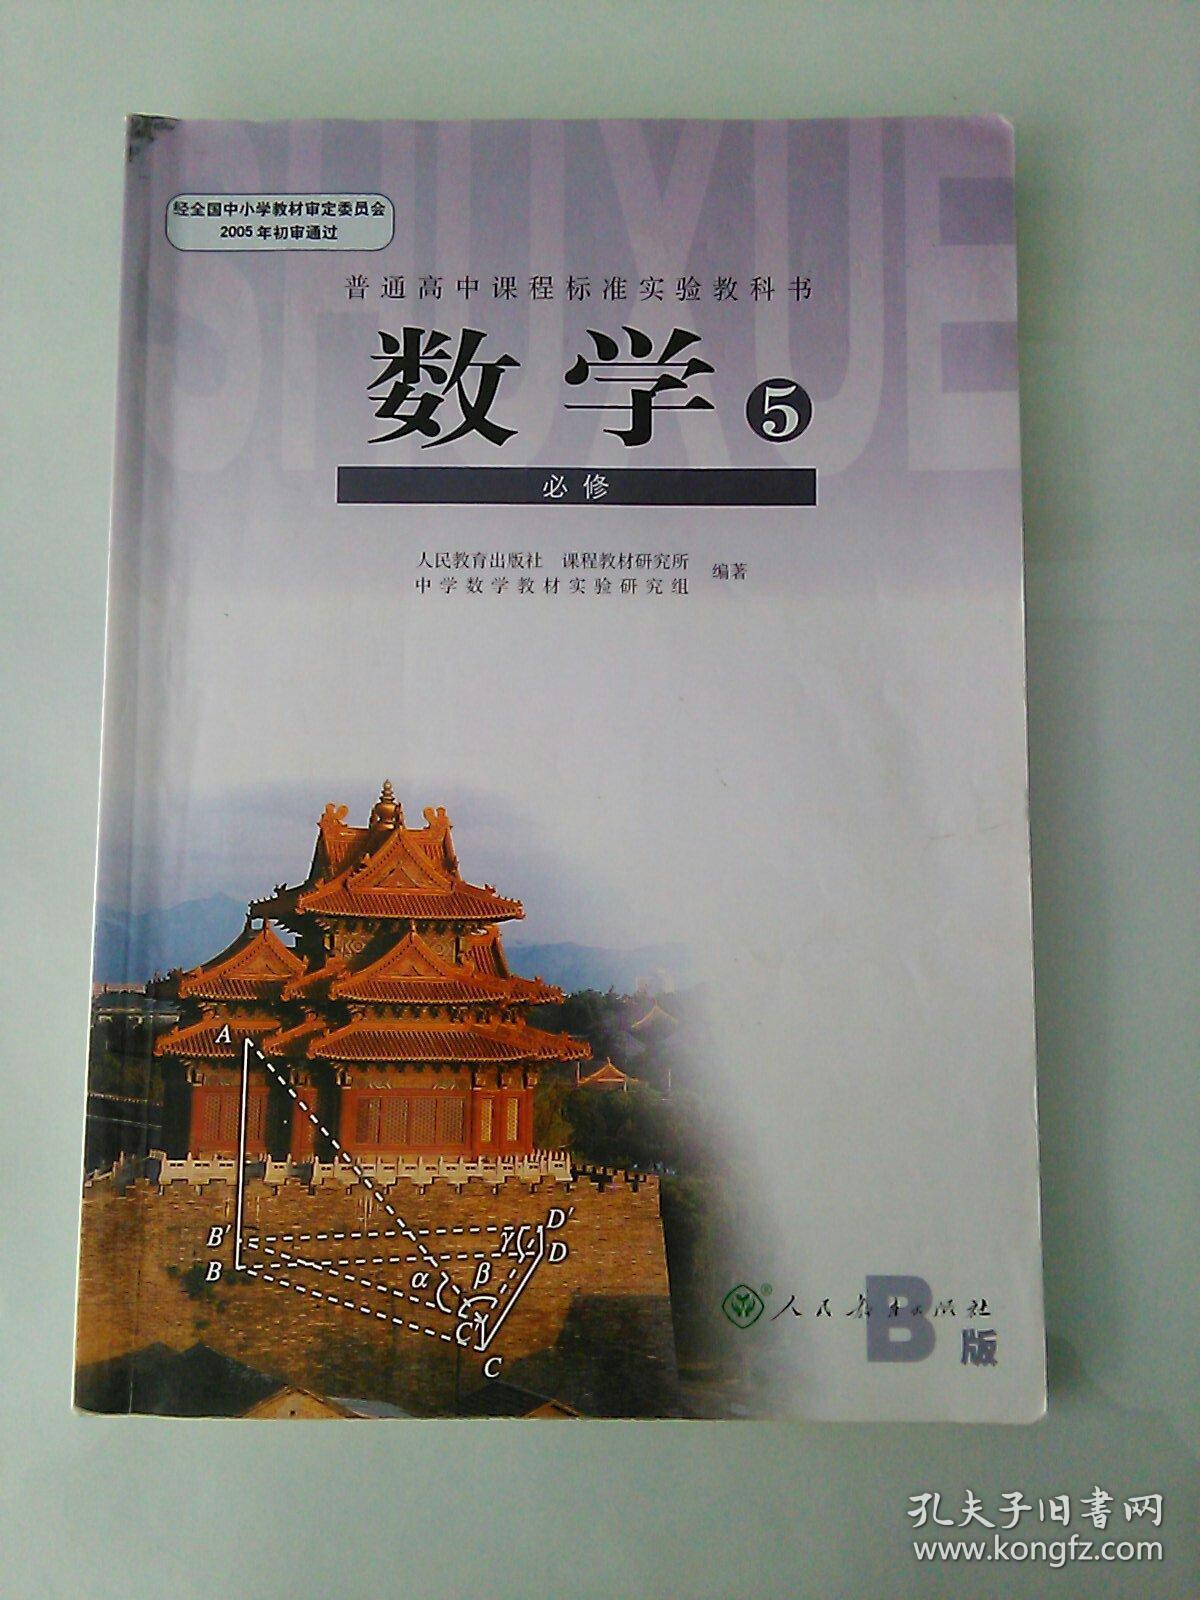 SHUXUE
经全国中小学教材审定委员会
2005年初审通过
普通高中课程标准实验教科书
数学5
必修
人民教育出版社 课程教材研究所
中学数学教材实验研究组
编著
A
B′
B
D′
D
γ
α
β
C′
C
人民教育出版社
B版
孔夫子旧书网
www.kongfz.com